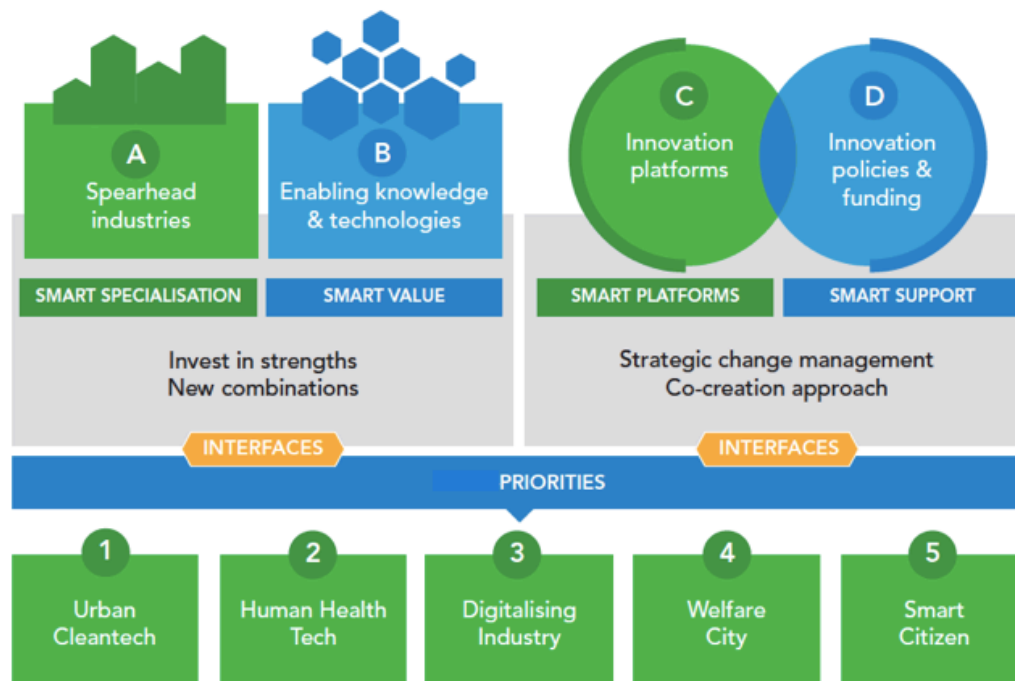 A
Spearhead
industries
B
Enabling knowledge
& technologies
C
Innovation
platforms
D
Innovation
policies &
funding
SMART SPECIALISATION
SMART VALUE
SMART PLATFORMS
SMART SUPPORT
Invest in strengths
New combinations
Strategic change management
Co-creation approach
INTERFACES
INTERFACES
PRIORITIES
1
Urban
Cleantech
2
Human Health
Tech
3
Digitalising
Industry
4
Welfare
City
5
Smart
Citizen